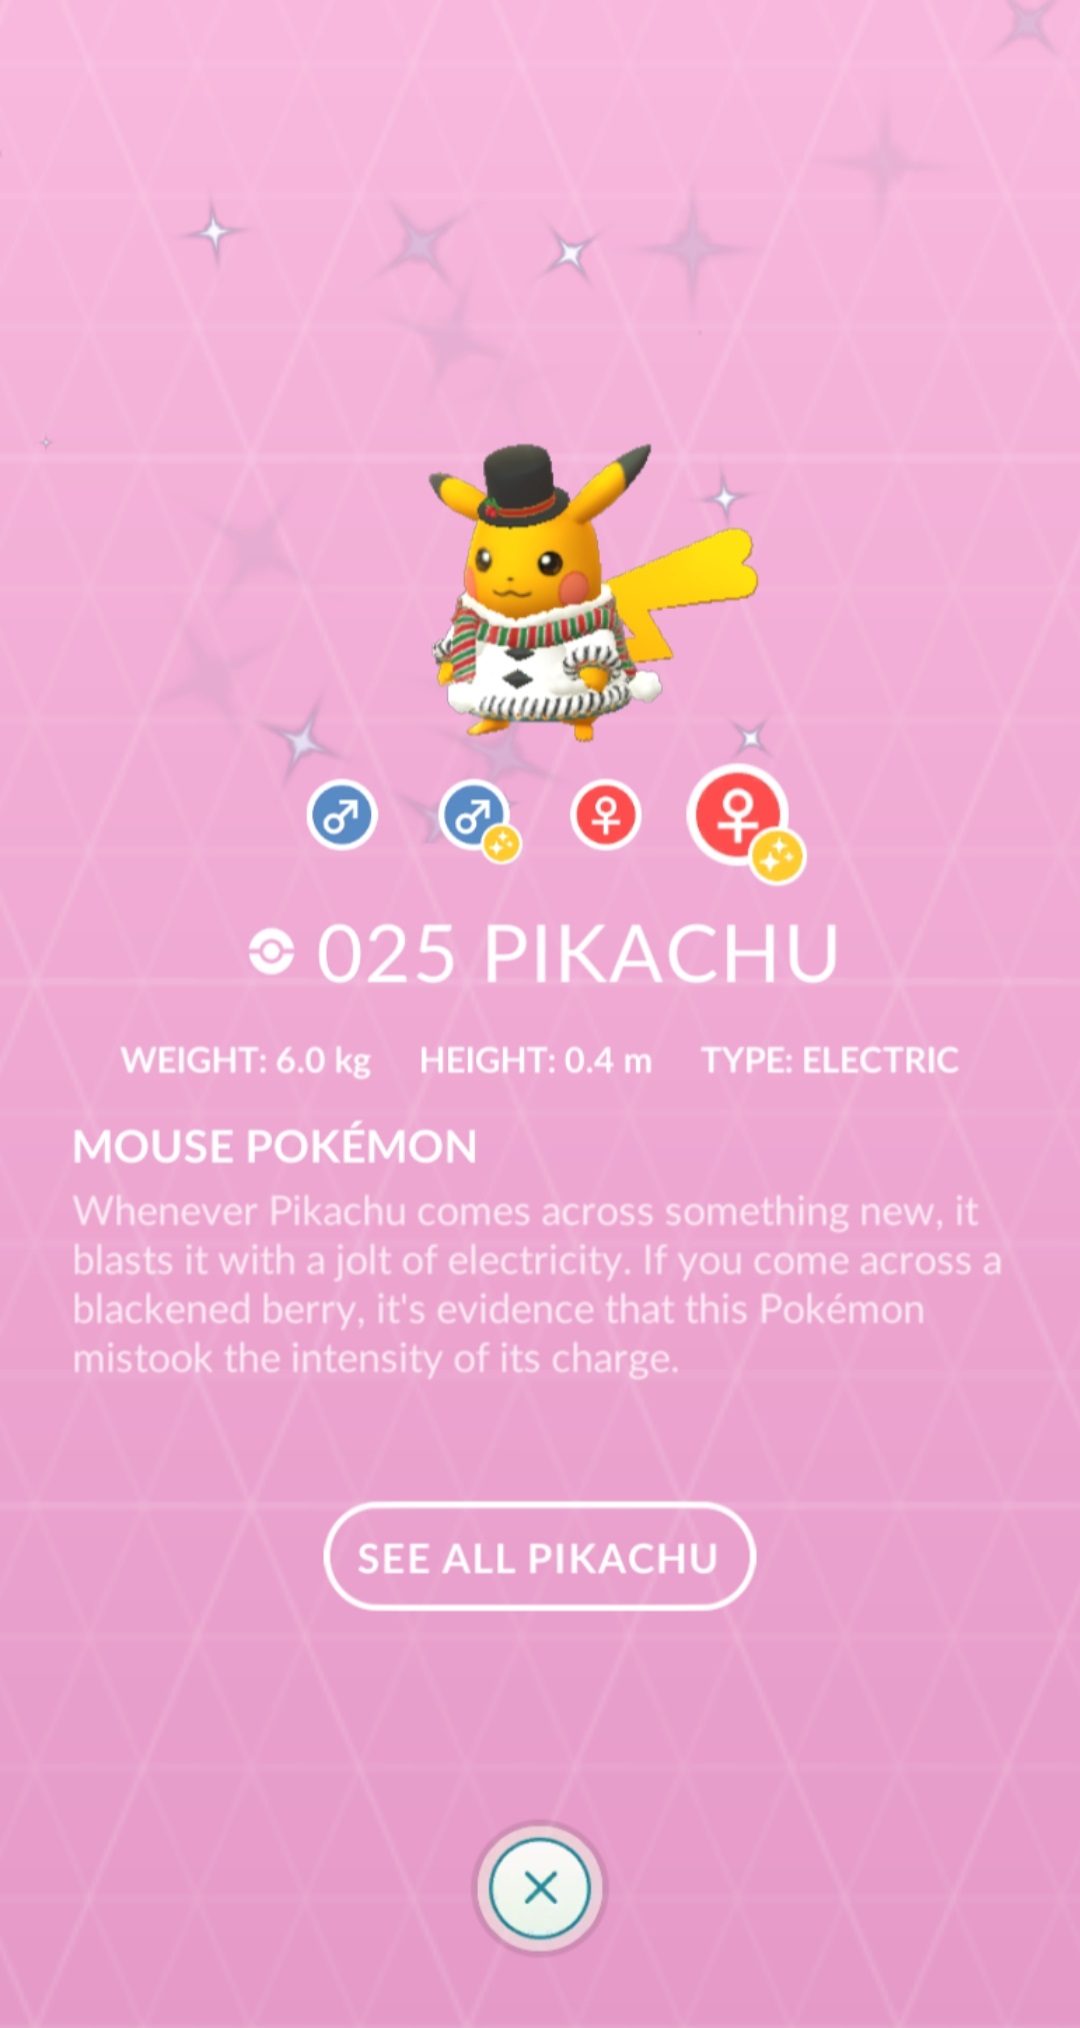 025 PIKACHU
WEIGHT: 6.0 kg HEIGHT: 0.4 m TYPE: ELECTRIC
MOUSE POKÉMON
Whenever Pikachu comes across something new, it
blasts it with a jolt of electricity. If you come across a
blackened berry, it's evidence that this Pokémon
mistook the intensity of its charge.
SEE ALL PIKACHU